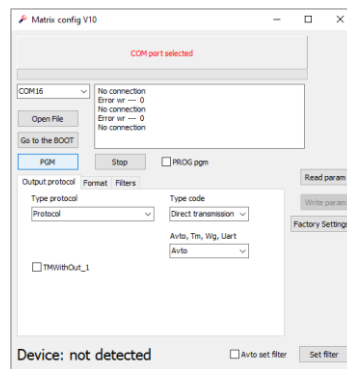 Matrix config V10
COM port selected
COM16
No connection
Error wr --- 0
No connection
Error wr --- 0
No connection
Open File
Go to the BOOT
PGM
Stop
PROG pgm
Read param
Output protocol Format Filters
Write param
Type protocol Type code
Protocol Direct transmission
Factory Settings
Avto, Tm, Wg, Uart
Avto
TMWithOut_1
Device: not detected
Avto set filter
Set filter